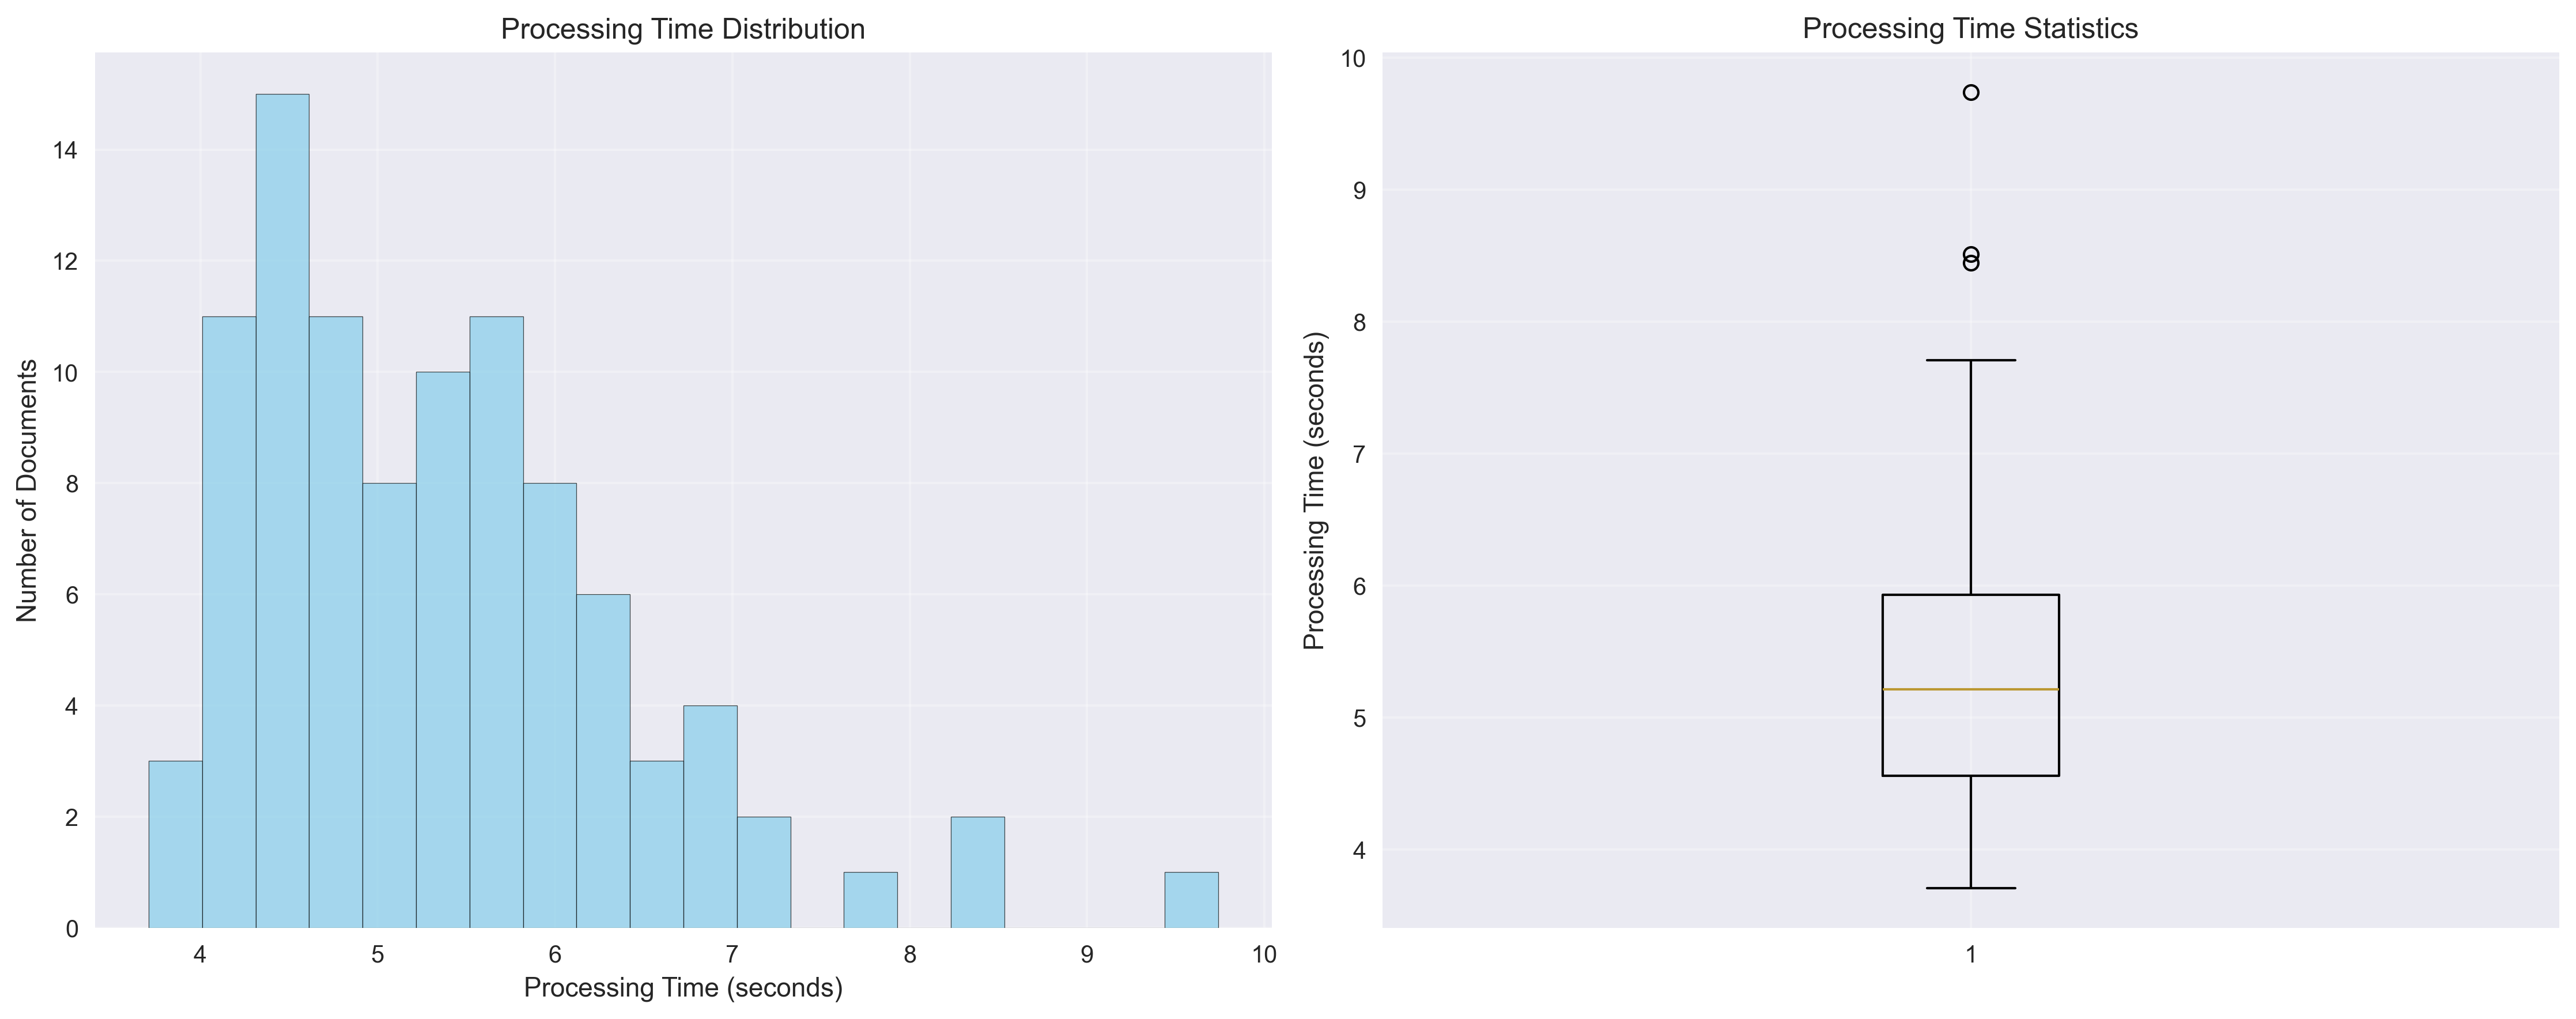 Processing Time Distribution
Number of Documents
14
12
10
8
6
4
2
0
4 5 6 7 8 9 10
Processing Time (seconds)
Processing Time Statistics
Processing Time (seconds)
10
9
8
7
6
5
4
1